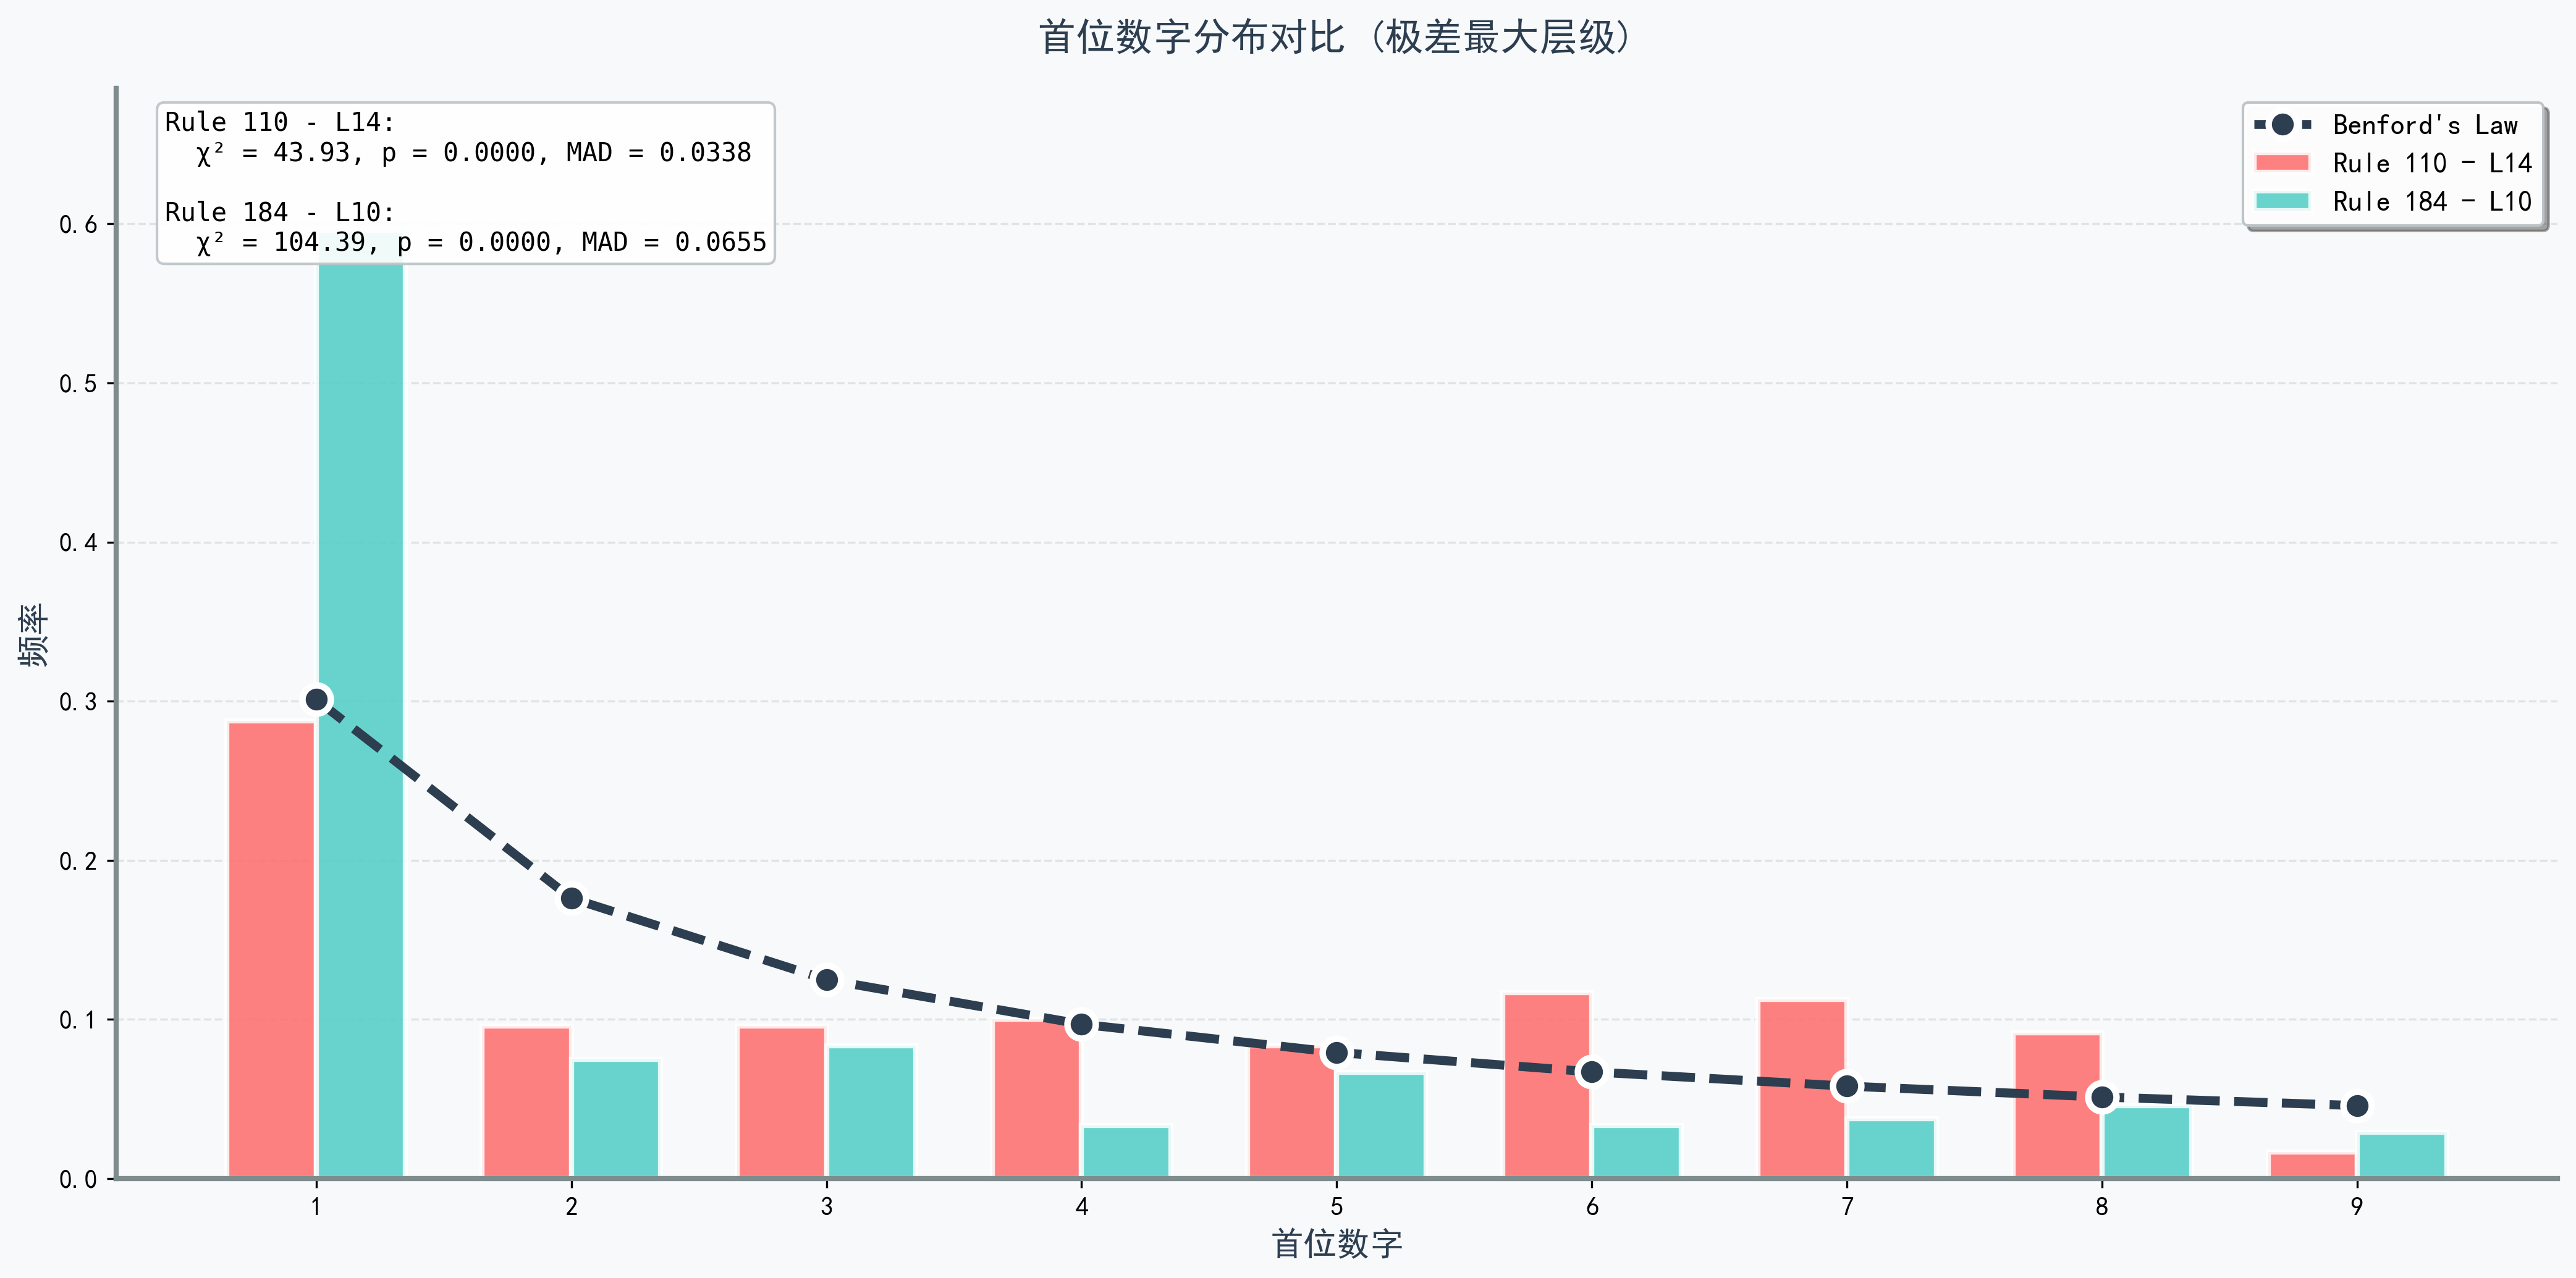 首位数字分布对比 (极差最大层级)
Rule 110 - L14:
χ² = 43.93, p = 0.0000, MAD = 0.0338
Rule 184 - L10:
χ² = 104.39, p = 0.0000, MAD = 0.0655
Benford's Law
Rule 110 - L14
Rule 184 - L10
频率
0.6
0.5
0.4
0.3
0.2
0.1
0.0
1 2 3 4 5 6 7 8 9
首位数字